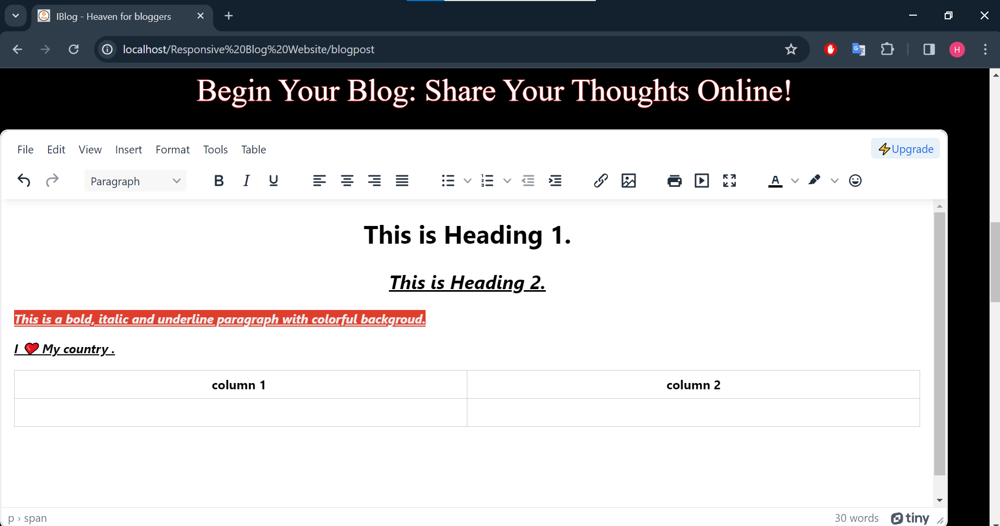 IBlog - Heaven for bloggers
localhost/Responsive%20Blog%20Website/blogpost
H
Begin Your Blog: Share Your Thoughts Online!
File Edit View Insert Format Tools Table
⚡Upgrade
Paragraph B I U A
This is Heading 1.
This is Heading 2.
This is a bold, italic and underline paragraph with colorful backgroud.
I ❤ My country .
column 1 column 2
p › span
30 words
tiny